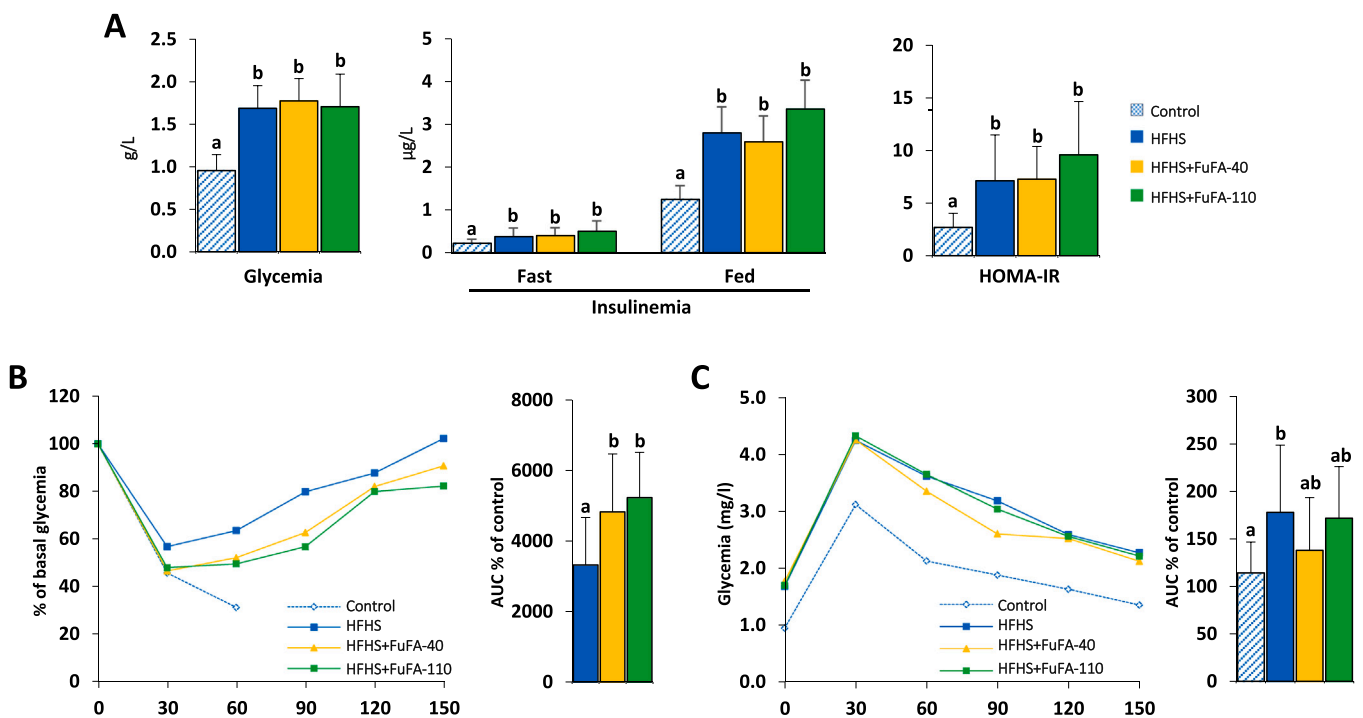 A
g/L
2.5
2.0
1.5
1.0
0.5
0.0
a
b
b
b
Glycemia
µg/L
5
4
3
2
1
0
a
b
b
b
a
b
b
b
Fast
Fed
Insulinemia
20
15
10
5
0
a
b
b
b
HOMA-IR
Control
HFHS
HFHS+FuFA-40
HFHS+FuFA-110
B
% of basal glycemia
120
100
80
60
40
20
0
0 30 60 90 120 150
Control
HFHS
HFHS+FuFA-40
HFHS+FuFA-110
AUC % of control
8000
6000
4000
2000
0
a
b
b
C
Glycemia (mg/l)
5.0
4.0
3.0
2.0
1.0
0.0
0 30 60 90 120 150
Control
HFHS
HFHS+FuFA-40
HFHS+FuFA-110
AUC % of control
300
250
200
150
100
50
0
a
b
ab
ab